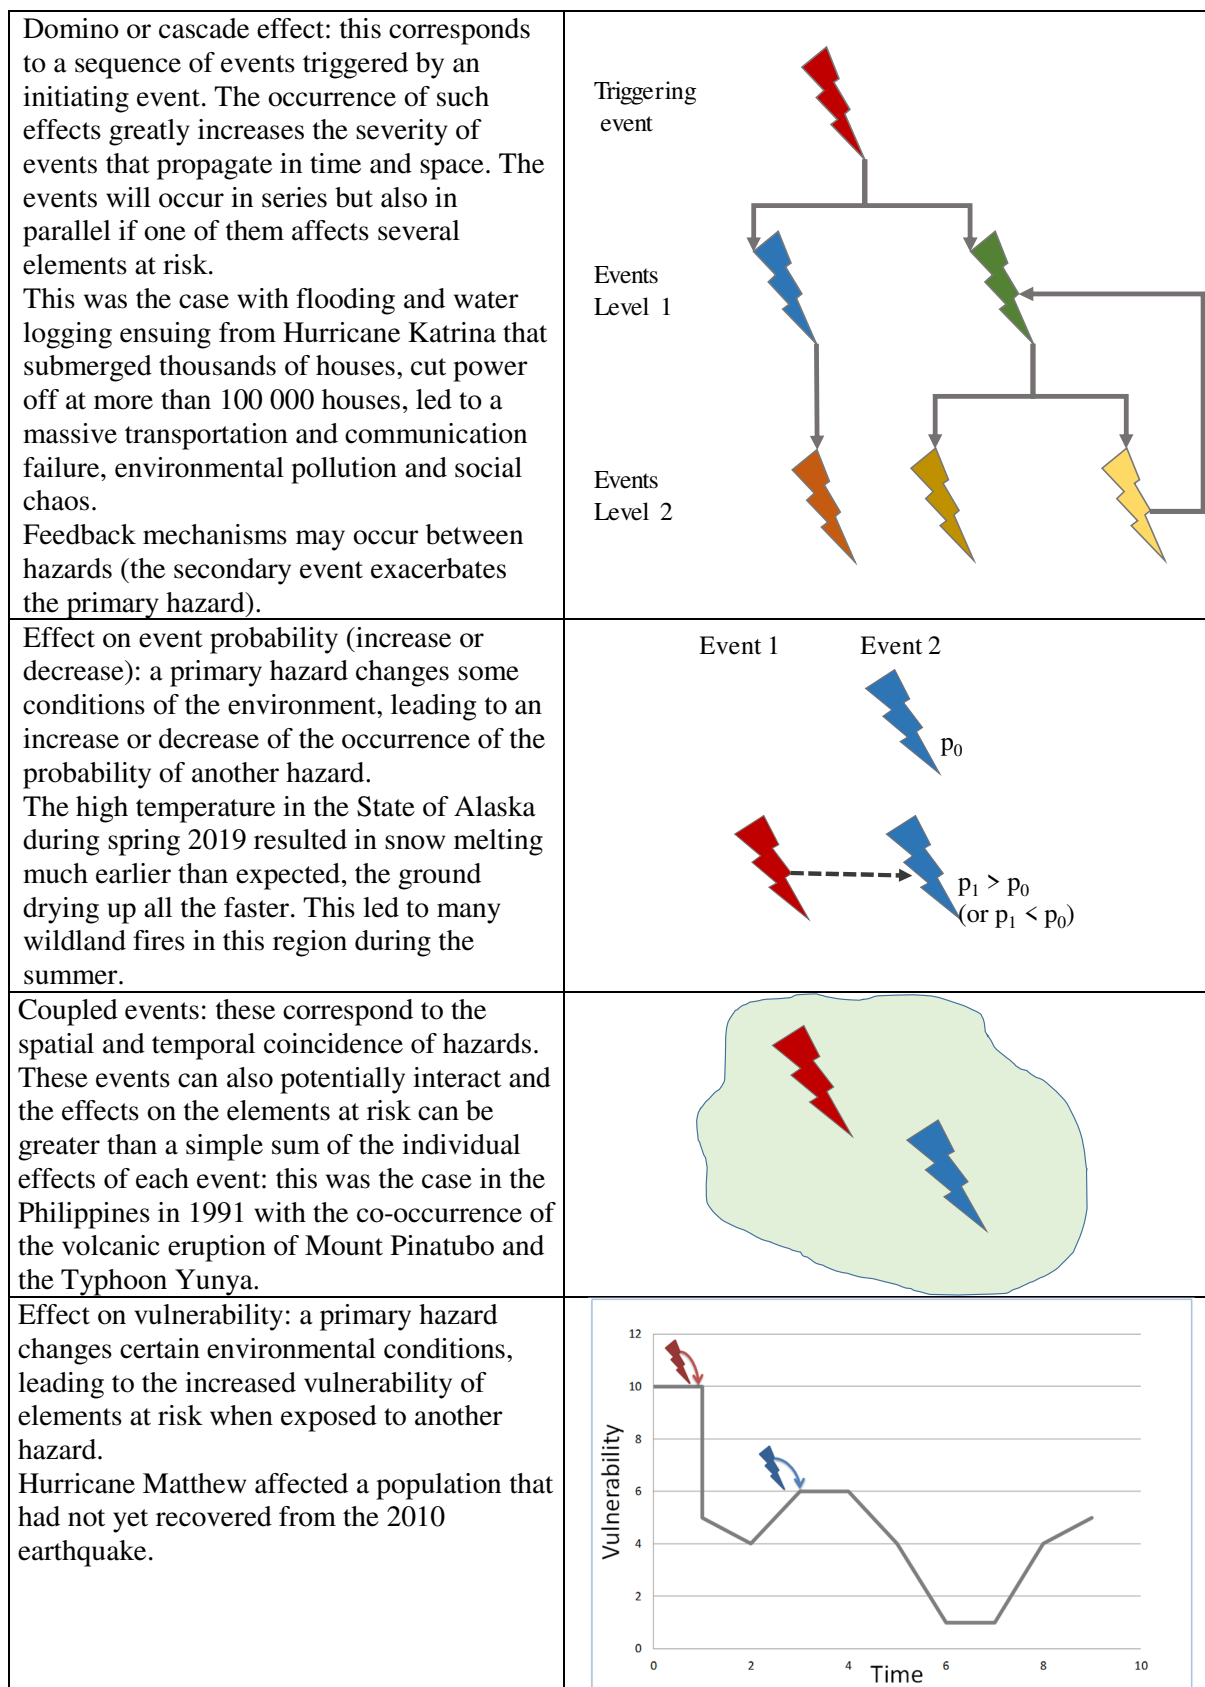 Domino or cascade effect: this corresponds
to a sequence of events triggered by an
initiating event. The occurrence of such
effects greatly increases the severity of
events that propagate in time and space. The
events will occur in series but also in
parallel if one of them affects several
elements at risk.
This was the case with flooding and water
logging ensuing from Hurricane Katrina that
submerged thousands of houses, cut power
off at more than 100 000 houses, led to a
massive transportation and communication
failure, environmental pollution and social
chaos.
Feedback mechanisms may occur between
hazards (the secondary event exacerbates
the primary hazard).
Triggering
event
Events
Level 1
Events
Level 2
Effect on event probability (increase or
decrease): a primary hazard changes some
conditions of the environment, leading to an
increase or decrease of the occurrence of the
probability of another hazard.
The high temperature in the State of Alaska
during spring 2019 resulted in snow melting
much earlier than expected, the ground
drying up all the faster. This led to many
wildland fires in this region during the
summer.
Event 1 Event 2
p₀
p₁ > p₀
(or p₁ < p₀)
Coupled events: these correspond to the
spatial and temporal coincidence of hazards.
These events can also potentially interact and
the effects on the elements at risk can be
greater than a simple sum of the individual
effects of each event: this was the case in the
Philippines in 1991 with the co-occurrence of
the volcanic eruption of Mount Pinatubo and
the Typhoon Yunya.
Effect on vulnerability: a primary hazard
changes certain environmental conditions,
leading to the increased vulnerability of
elements at risk when exposed to another
hazard.
Hurricane Matthew affected a population that
had not yet recovered from the 2010
earthquake.
Vulnerability
12
10
8
6
4
2
0
0 2 4 6 8 10
Time